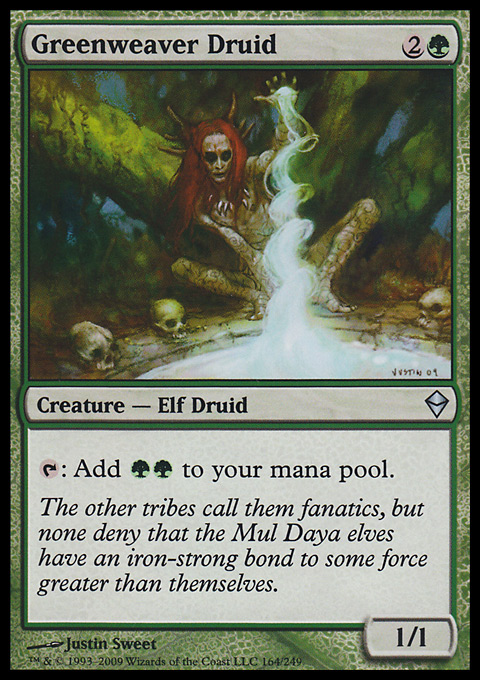 Greenweaver Druid 2
JUSTIN 09
Creature — Elf Druid
: Add to your mana pool.
The other tribes call them fanatics, but
none deny that the Mul Daya elves
have an iron-strong bond to some force
greater than themselves.
Justin Sweet
1/1
™ & © 1993–2009 Wizards of the Coast LLC 164/249